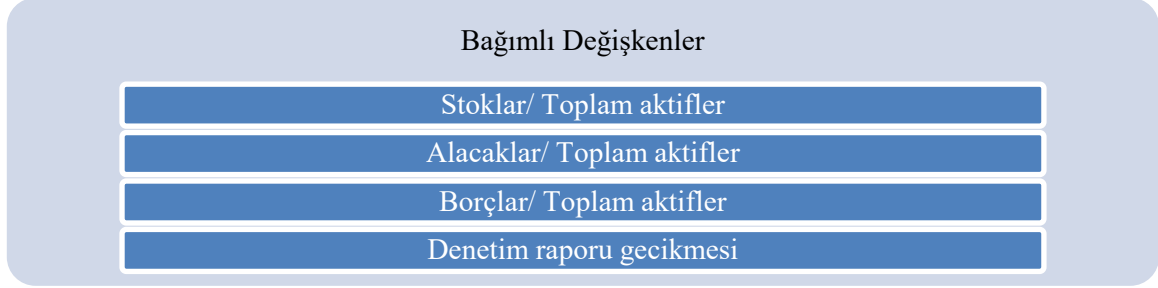 Bağımlı Değişkenler
Stoklar/ Toplam aktifler
Alacaklar/ Toplam aktifler
Borçlar/ Toplam aktifler
Denetim raporu gecikmesi